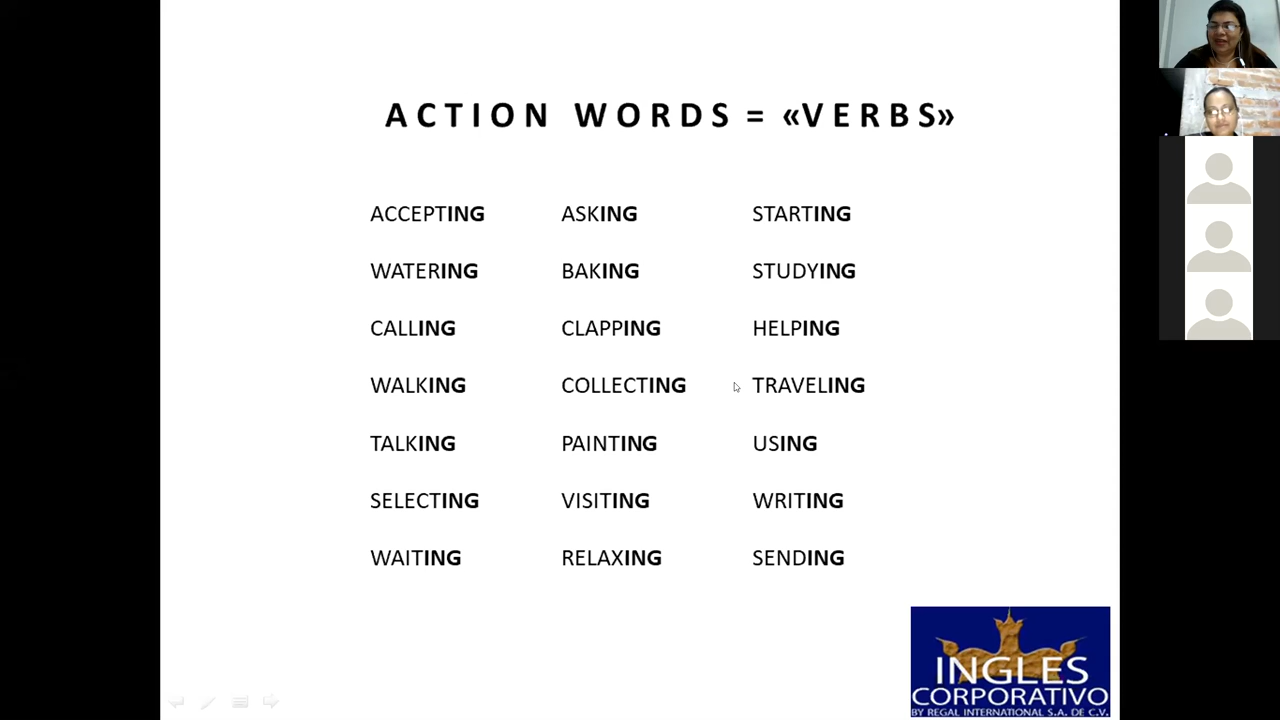 ACTION WORDS = «VERBS»
ACCEPTING ASKING STARTING
WATERING BAKING STUDYING
CALLING CLAPPING HELPING
WALKING COLLECTING TRAVELING
TALKING PAINTING USING
SELECTING VISITING WRITING
WAITING RELAXING SENDING
INGLES
CORPORATIVO
BY REGAL INTERNATIONAL S.A. DE C.V.